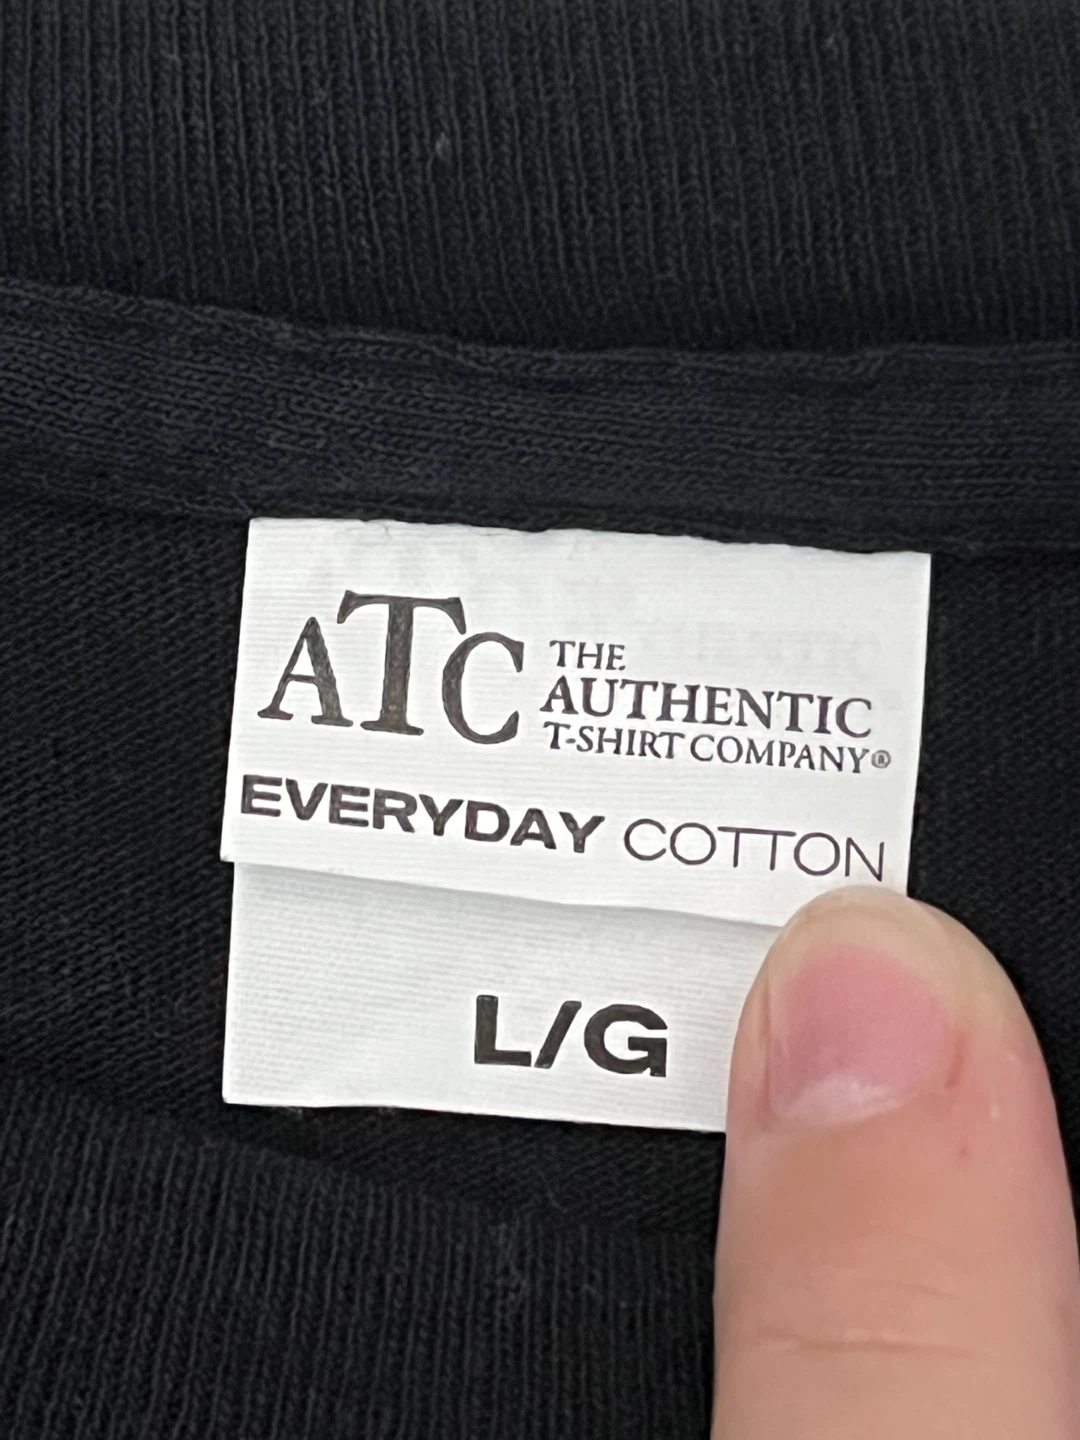 ATC THE
AUTHENTIC
T-SHIRT COMPANY®
EVERYDAY COTTON
L/G